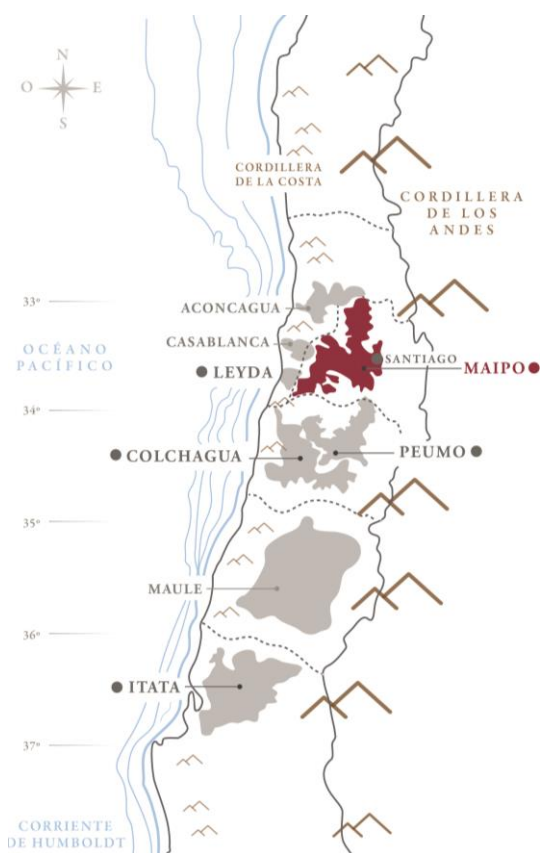 N
O
E
S
CORDILLERA
DE LA COSTA
CORDILLERA
DE LOS
ANDES
33º
ACONCAGUA
CASABLANCA
OCÉANO
PACÍFICO
SANTIAGO
LEYDA
MAIPO
34º
COLCHAGUA
PEUMO
35º
MAULE
36º
ITATA
37º
CORRIENTE
DE HUMBOLDT